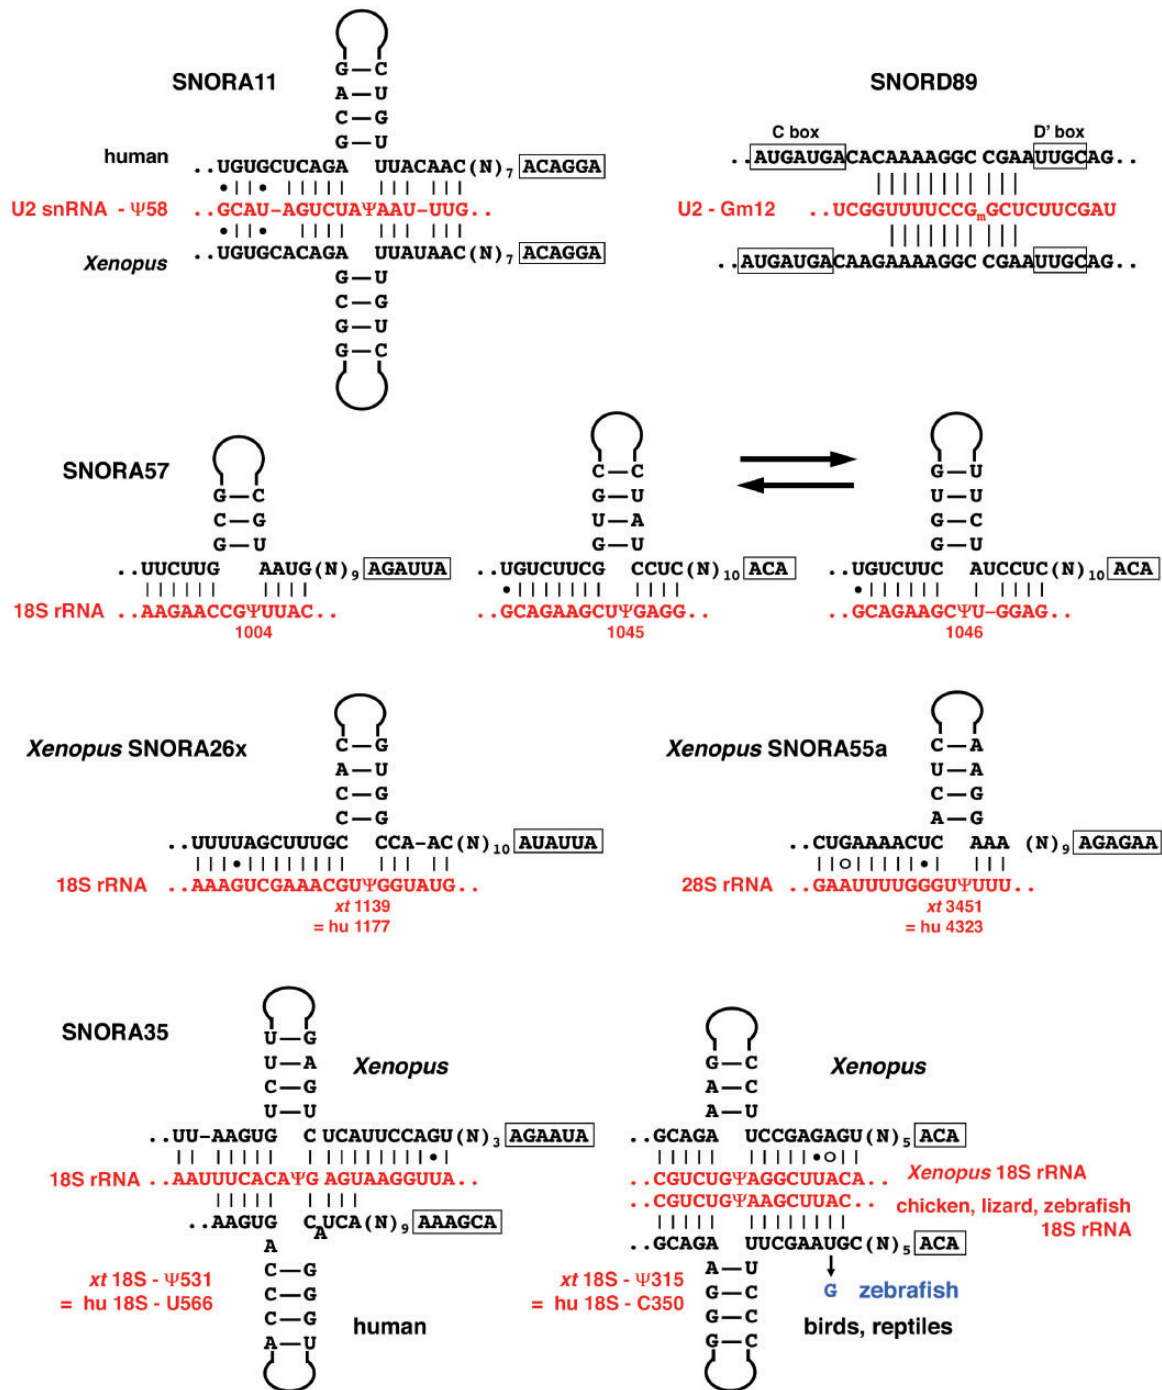 SNORA11
G—C
A—U
C—G
G—U
human
..UGUGCUCAGA UUACAAC(N)7 ACAGGA
U2 snRNA - Ψ58 ..GCAU-AGUCUAΨAAU-UUG..
Xenopus
..UGUGCACAGA UUAUAAC(N)7 ACAGGA
G—U
C—G
G—U
G—C
SNORD89
C box D' box
..AUGAUGACACAAAAGGC CGAAUUGCAG..
U2 - Gm12 ..UCGGUUUUCCGmGCUCUUCGAU
..AUGAUGACAAGAAAAGGC CGAAUUGCAG..
SNORA57
G—C
C—G
G—U
..UUCUUG AAUG(N)9 AGAUUA
18S rRNA ..AAGAACCGΨUUAC..
1004
C—C
G—U
U—A
G—U
..UGUCUUCG CCUC(N)10 ACA
..GCAGAAGCUΨGAGG..
1045
G—U
U—U
G—C
G—U
..UGUCUUC AUCCUC(N)10 ACA
..GCAGAAGCΨU-GGAG..
1046
Xenopus SNORA26x
C—G
A—U
C—G
C—G
..UUUUAGCUUUGC CCA-AC(N)10 AUAUUA
18S rRNA ..AAAGUCGAAACGUΨGGUAUG..
xt 1139
= hu 1177
Xenopus SNORA55a
C—A
U—A
C—G
A—G
..CUGAAAACUC AAA (N)9 AGAGAA
28S rRNA ..GAAUUUUGGGUΨUUU..
xt 3451
= hu 4323
SNORA35
U—G
U—A
C—G
U—U
Xenopus
..UU-AAGUG CUCAUUCCAGU(N)3 AGAAUA
18S rRNA ..AAUUUCACAΨGAGUAAGGUUA..
..AAGUG CAUCA(N)9 AAAGCA
A
C—G
C—G
C—G
A—U
xt 18S - Ψ531
= hu 18S - U566
human
G—C
A—C
A—U
Xenopus
..GCAGA UCCGAGAGU(N)5 ACA
..CGUCUGΨAGGCUUACA..
Xenopus 18S rRNA
..CGUCUGΨAAGCUUAC..
chicken, lizard, zebrafish
18S rRNA
..GCAGA UUCGAAUGC(N)5 ACA
A—U
G—C
G—C
G—C
xt 18S - Ψ315
= hu 18S - C350
G zebrafish
birds, reptiles